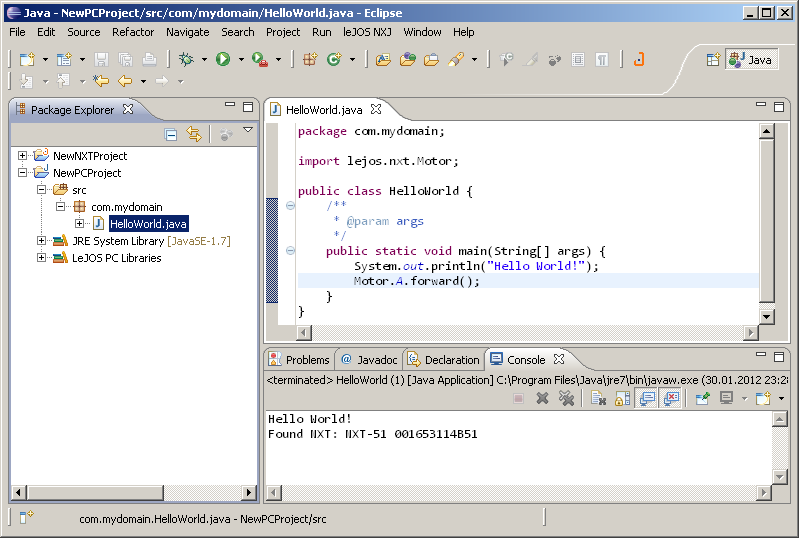 Java - NewPCProject/src/com/mydomain/HelloWorld.java - Eclipse
File Edit Source Refactor Navigate Search Project Run leJOS NXJ Window Help
Java
Package Explorer
NewNXTProject
NewPCProject
src
com.mydomain
HelloWorld.java
JRE System Library [JavaSE-1.7]
LeJOS PC Libraries
HelloWorld.java
package com.mydomain;
import lejos.nxt.Motor;
public class HelloWorld {
/**
* @param args
*/
public static void main(String[] args) {
System.out.println("Hello World!");
Motor.A.forward();
}
}
Problems @ Javadoc Declaration Console
<terminated> HelloWorld (1) [Java Application] C:\Program Files\Java\jre7\bin\javaw.exe (30.01.2012 23:28
Hello World!
Found NXT: NXT-51 001653114B51
com.mydomain.HelloWorld.java - NewPCProject/src